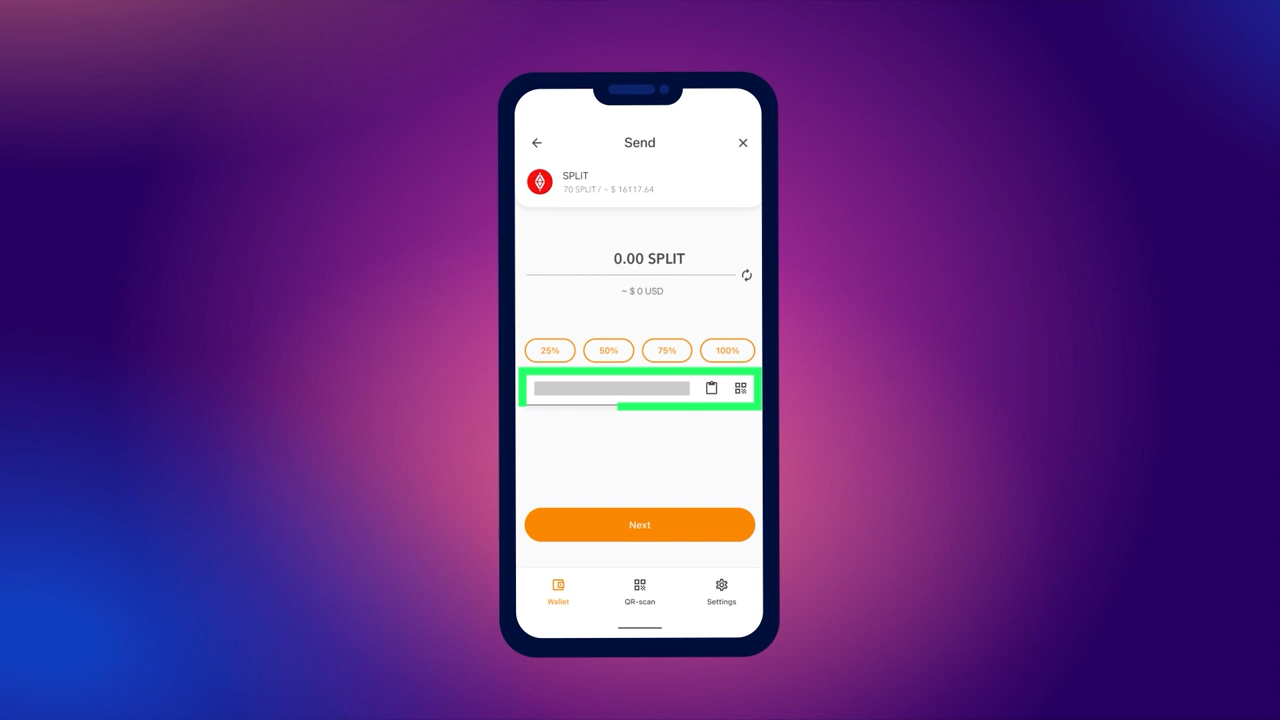 Send
SPLIT
70 SPLIT / ~ $ 16117.64
0.00 SPLIT
~ $ 0 USD
25% 50% 75% 100%
Next
Wallet QR-scan Settings